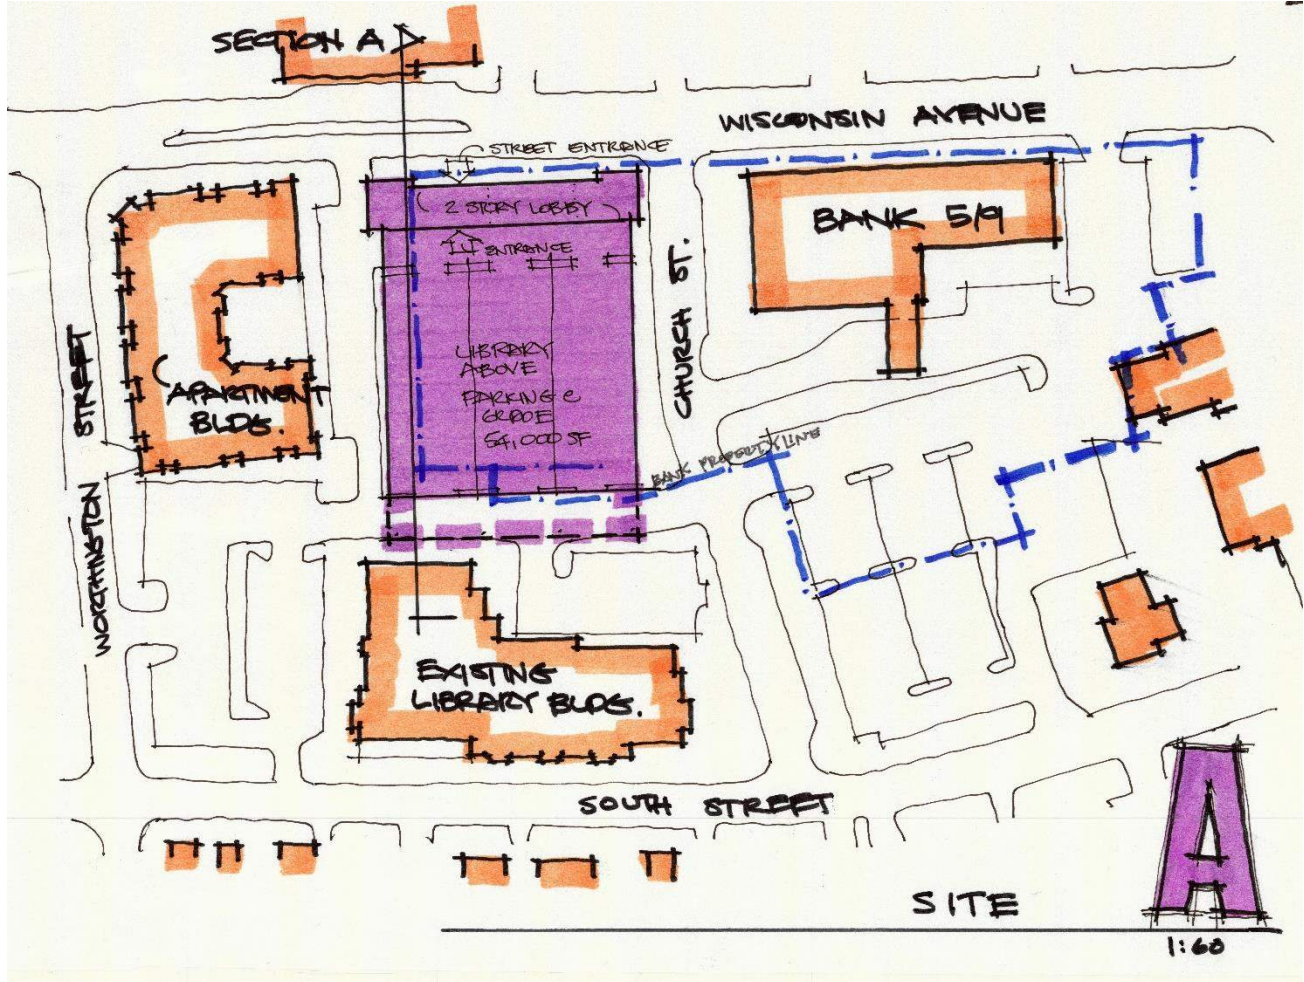 SECTION A
WISCONSIN AVENUE
STREET ENTRANCE
2 STORY LOBBY
BANK 5/9
ENTRANCE
CHURCH ST.
LIBRARY
ABOVE
PARKING @
GRADE
54,000 SF
APARTMENT
BLDG.
WORTHINGTON STREET
BANK PROPERTY LINE
EXISTING
LIBRARY BLDG.
SOUTH STREET
SITE
A
1:60